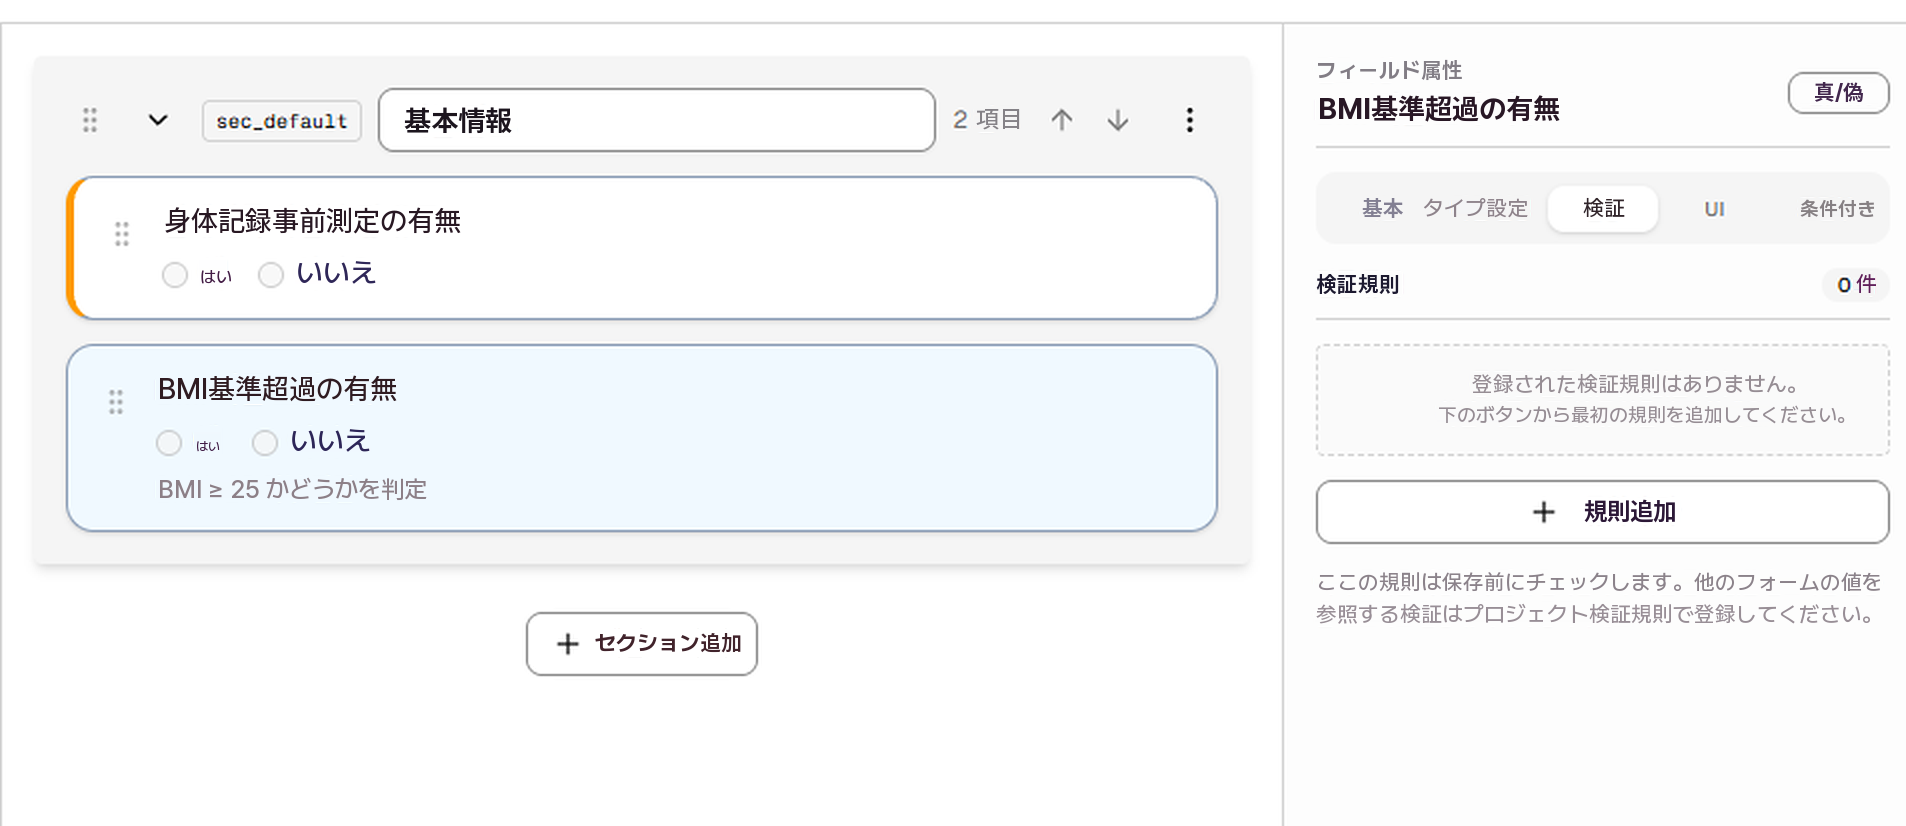 sec_default
基本情報
2 項目
身体記録事前測定の有無
はい
いいえ
BMI基準超過の有無
はい
いいえ
BMI ≥ 25 かどうかを判定
セクション追加
フィールド属性
BMI基準超過の有無
真/偽
基本
タイプ設定
検証
UI
条件付き
検証規則
0 件
登録された検証規則はありません。
下のボタンから最初の規則を追加してください。
規則追加
ここの規則は保存前にチェックします。他のフォームの値を
参照する検証はプロジェクト検証規則で登録してください。